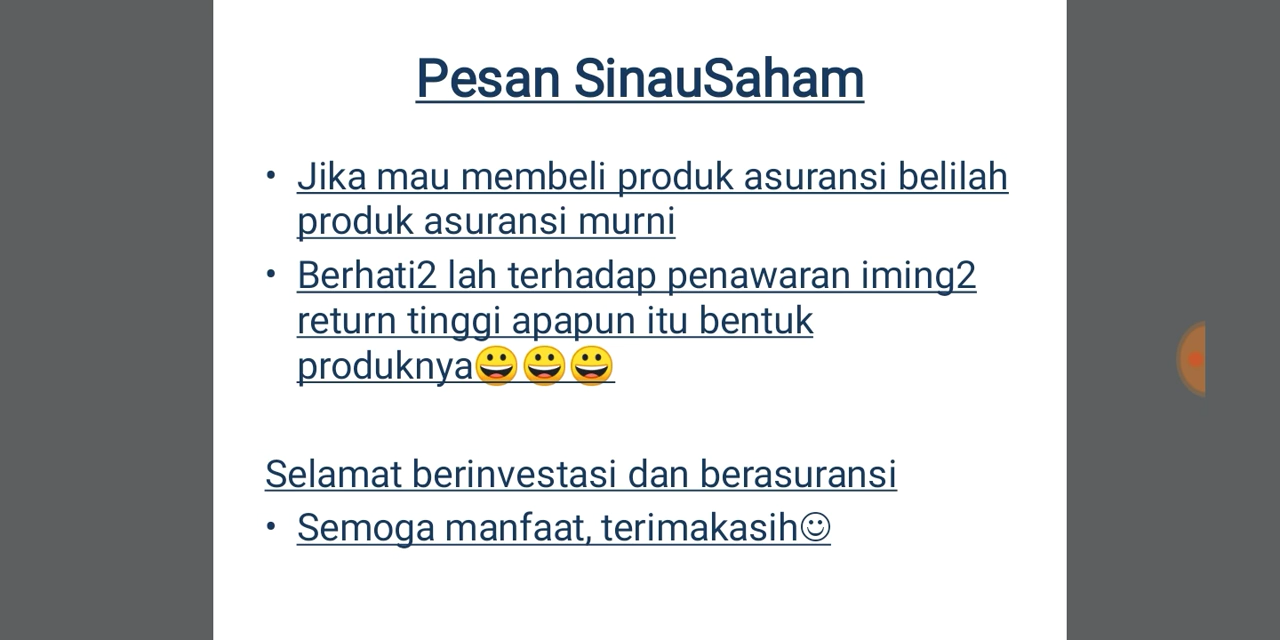 Pesan SinauSaham
• Jika mau membeli produk asuransi belilah
produk asuransi murni
• Berhati2 lah terhadap penawaran iming2
return tinggi apapun itu bentuk
produknya😀😀😀
Selamat berinvestasi dan berasuransi
• Semoga manfaat, terimakasih☺